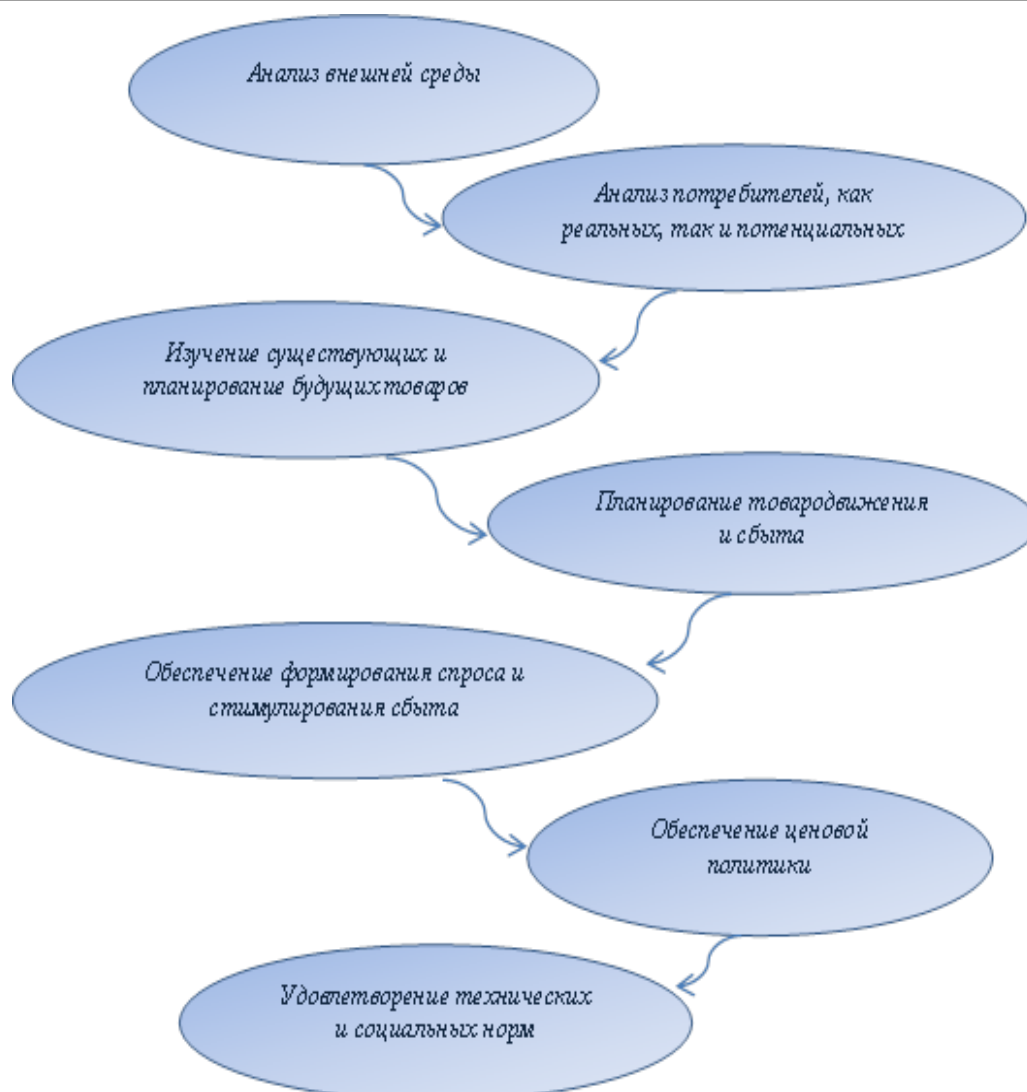 Анализ внешней среды
Анализ потребителей, как
реальных, так и потенциальных
Изучение существующих и
планирование будущих товаров
Планирование товародвижения
и сбыта
Обеспечение формирования спроса и
стимулирования сбыта
Обеспечение ценовой
политики
Удовлетворение технических
и социальных норм